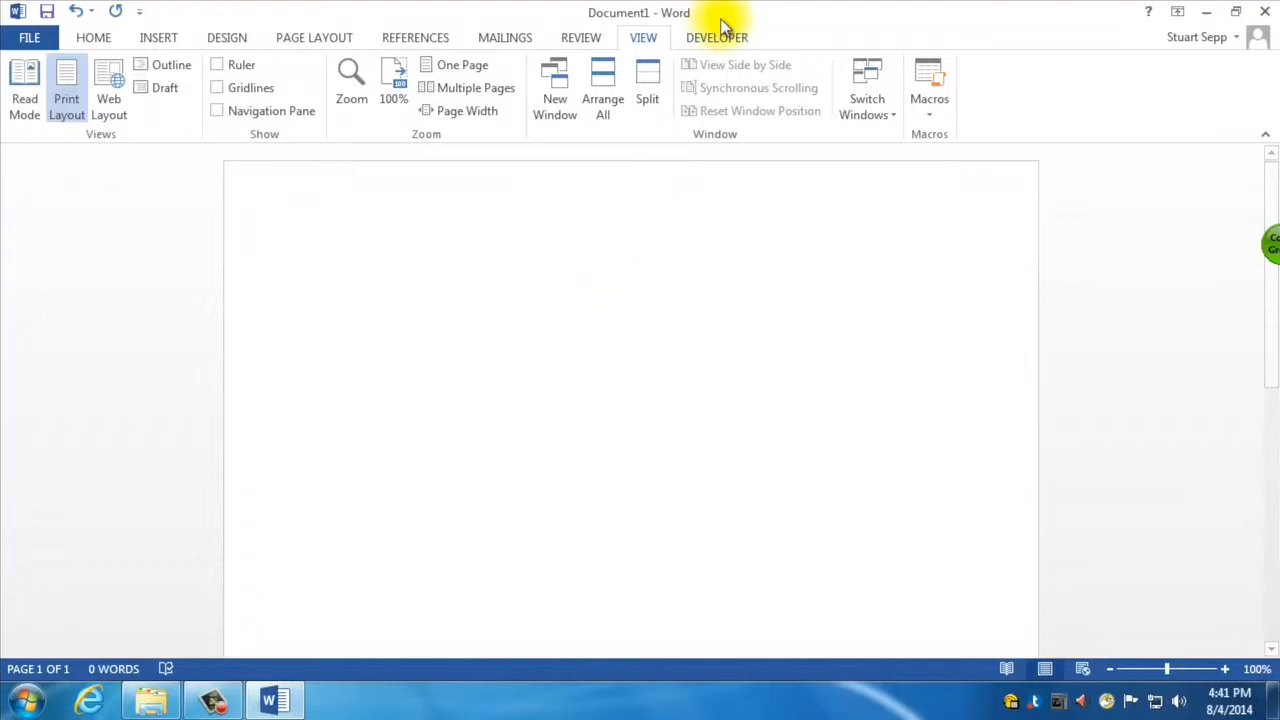 Document1 - Word
FILE HOME INSERT DESIGN PAGE LAYOUT REFERENCES MAILINGS REVIEW VIEW DEVELOPER Stuart Sepp
Read Mode
Print Layout
Web Layout
Outline
Draft
Views
Ruler
Gridlines
Navigation Pane
Show
Zoom
100
100%
One Page
Multiple Pages
Page Width
Zoom
New Window
Arrange All
Split
View Side by Side
Synchronous Scrolling
Reset Window Position
Window
Switch Windows
Macros
Macros
PAGE 1 OF 1 0 WORDS 100%
4:41 PM
8/4/2014